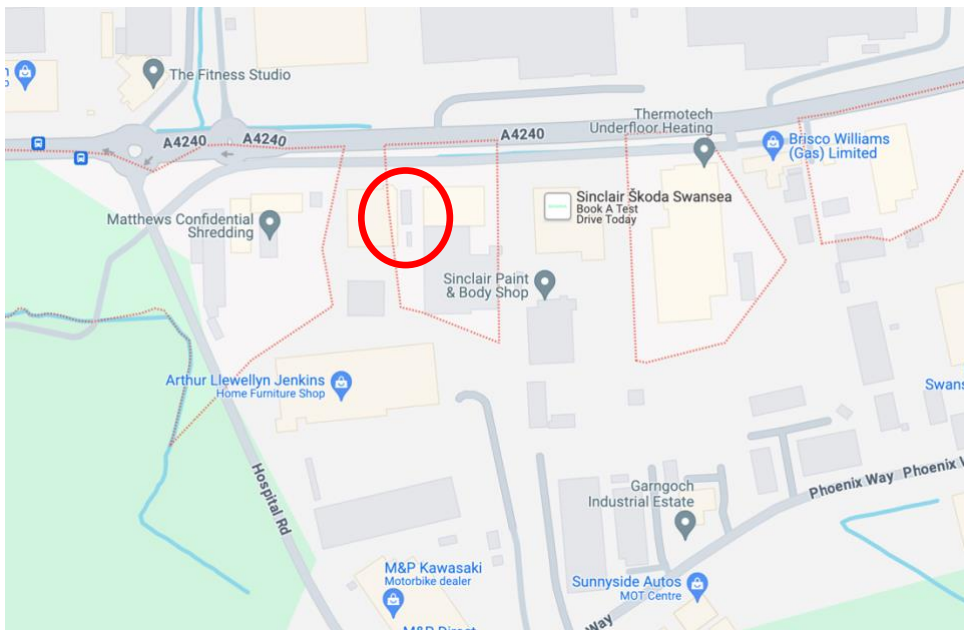 The Fitness Studio
A4240
A4240
A4240
Thermotech
Underfloor Heating
Brisco Williams
(Gas) Limited
Matthews Confidential
Shredding
Sinclair Škoda Swansea
Book A Test
Drive Today
Sinclair Paint
& Body Shop
Arthur Llewellyn Jenkins
Home Furniture Shop
Swans
Hospital Rd
Garngoch
Industrial Estate
Phoenix Way
Phoenix W
M&P Kawasaki
Motorbike dealer
Sunnyside Autos
MOT Centre
Way
M&P Direct